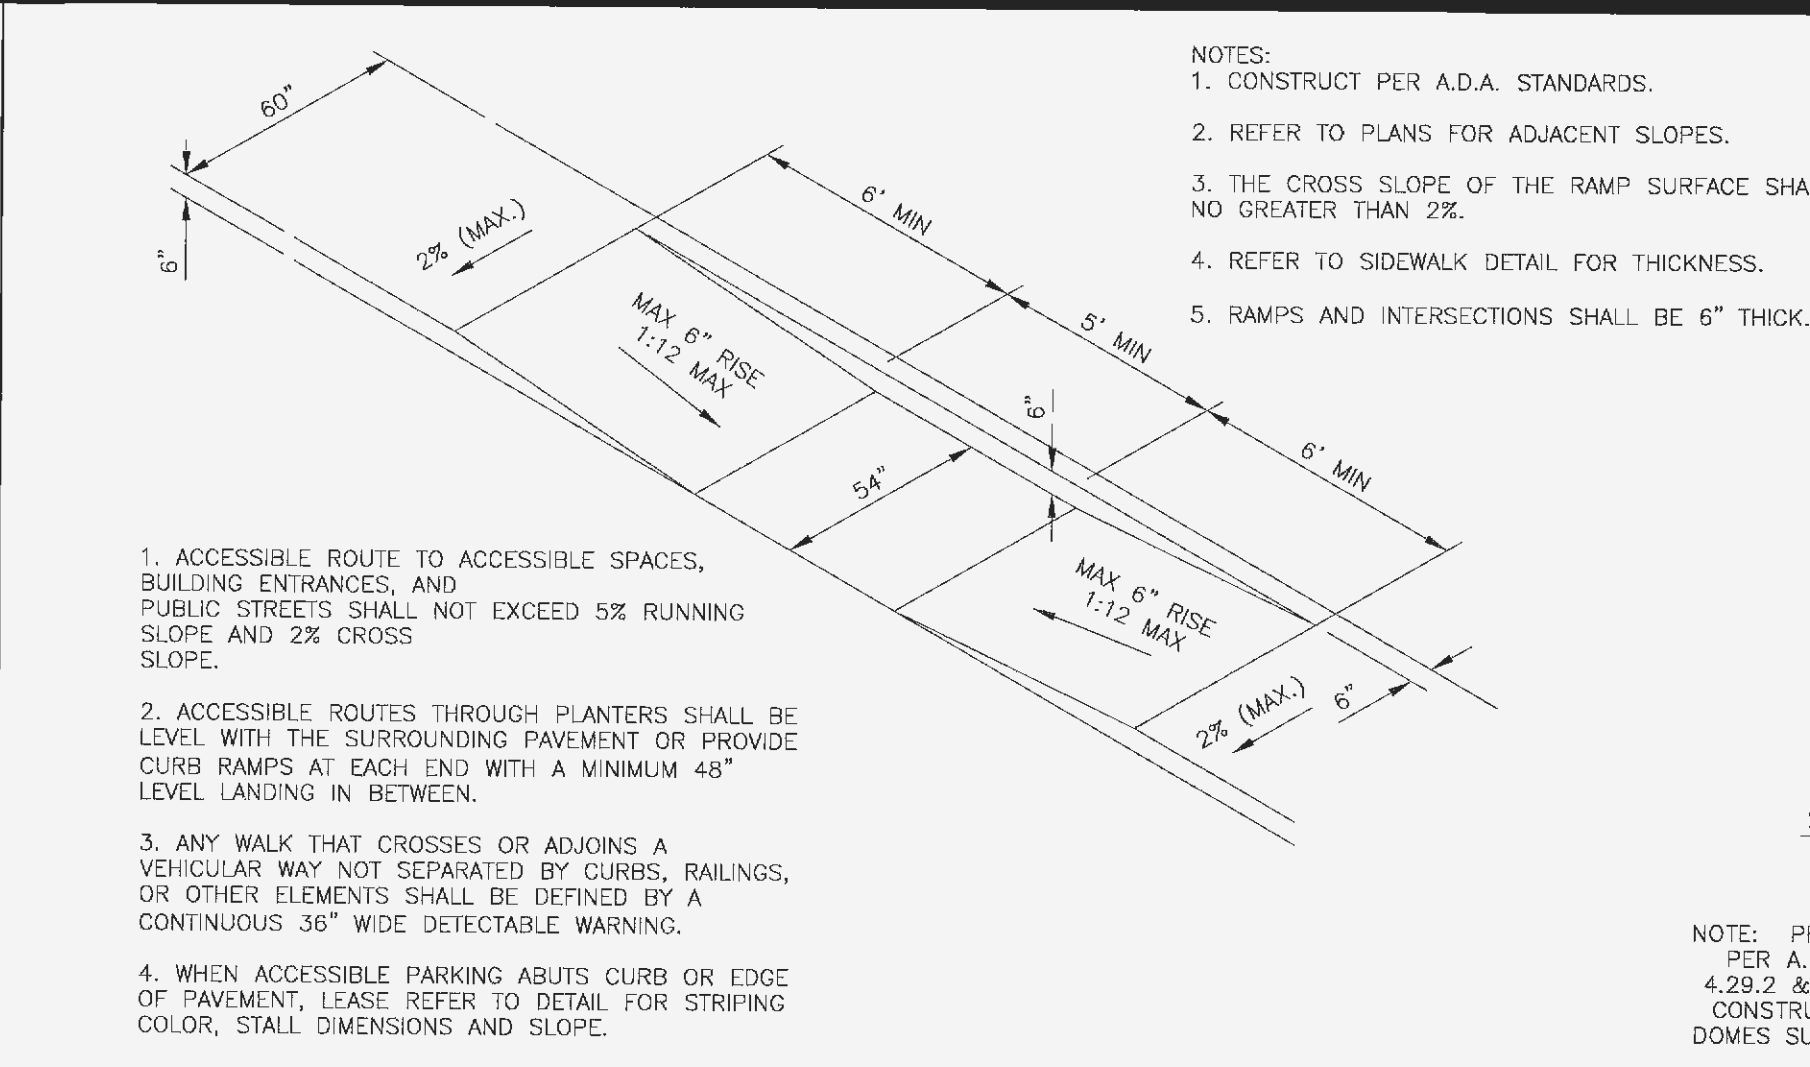 60"
6"
2% (MAX.)
MAX 6" RISE
1:12 MAX
6' MIN
5' MIN
6' MIN
6"
54"
MAX 6" RISE
1:12 MAX
2% (MAX.)
6"
NOTES:
1. CONSTRUCT PER A.D.A. STANDARDS.
2. REFER TO PLANS FOR ADJACENT SLOPES.
3. THE CROSS SLOPE OF THE RAMP SURFACE SHA
NO GREATER THAN 2%.
4. REFER TO SIDEWALK DETAIL FOR THICKNESS.
5. RAMPS AND INTERSECTIONS SHALL BE 6" THICK.
1. ACCESSIBLE ROUTE TO ACCESSIBLE SPACES,
BUILDING ENTRANCES, AND
PUBLIC STREETS SHALL NOT EXCEED 5% RUNNING
SLOPE AND 2% CROSS
SLOPE.
2. ACCESSIBLE ROUTES THROUGH PLANTERS SHALL BE
LEVEL WITH THE SURROUNDING PAVEMENT OR PROVIDE
CURB RAMPS AT EACH END WITH A MINIMUM 48"
LEVEL LANDING IN BETWEEN.
3. ANY WALK THAT CROSSES OR ADJOINS A
VEHICULAR WAY NOT SEPARATED BY CURBS, RAILINGS,
OR OTHER ELEMENTS SHALL BE DEFINED BY A
CONTINUOUS 36" WIDE DETECTABLE WARNING.
4. WHEN ACCESSIBLE PARKING ABUTS CURB OR EDGE
OF PAVEMENT, LEASE REFER TO DETAIL FOR STRIPING
COLOR, STALL DIMENSIONS AND SLOPE.
NOTE:
PER A.
4.29.2 &
CONSTRU
DOMES SU